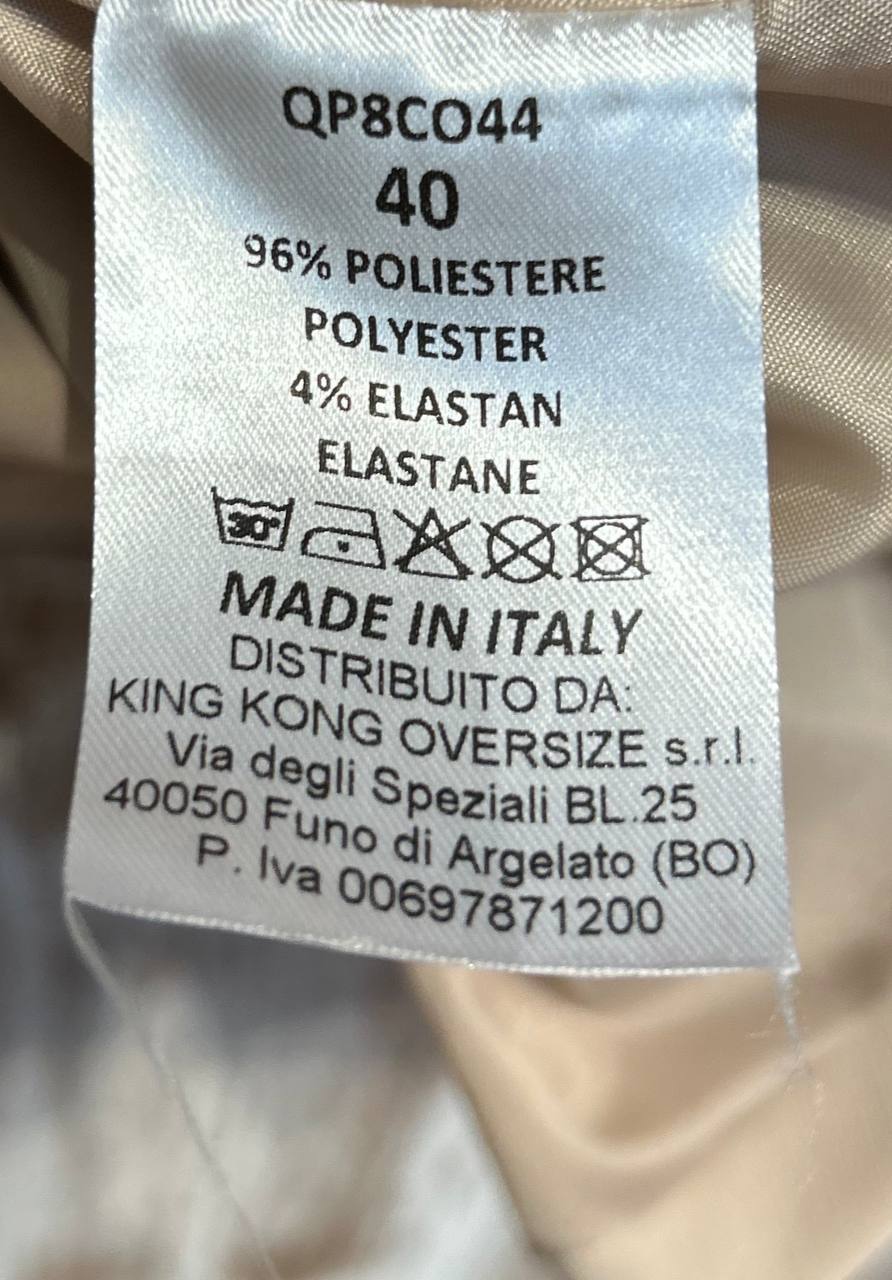 QP8CO44
40
96% POLIESTERE
POLYESTER
4% ELASTAN
ELASTANE
30°
MADE IN ITALY
DISTRIBUITO DA:
KING KONG OVERSIZE s.r.l.
Via degli Speziali BL.25
40050 Funo di Argelato (BO)
P. Iva 00697871200